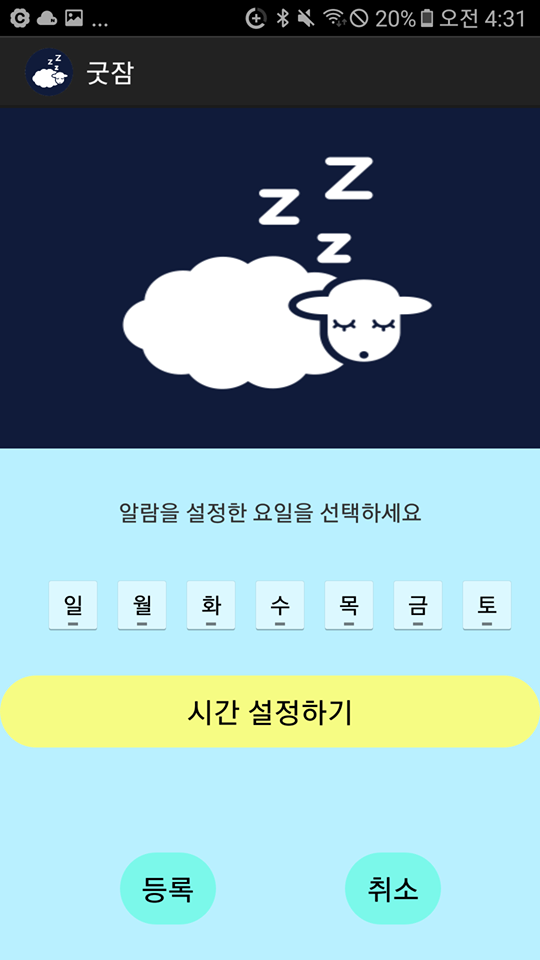 ... 20% 오전 4:31
굿잠
z Z
z
Z
Z
z
알람을 설정한 요일을 선택하세요
일 월 화 수 목 금 토
시간 설정하기
등록 취소